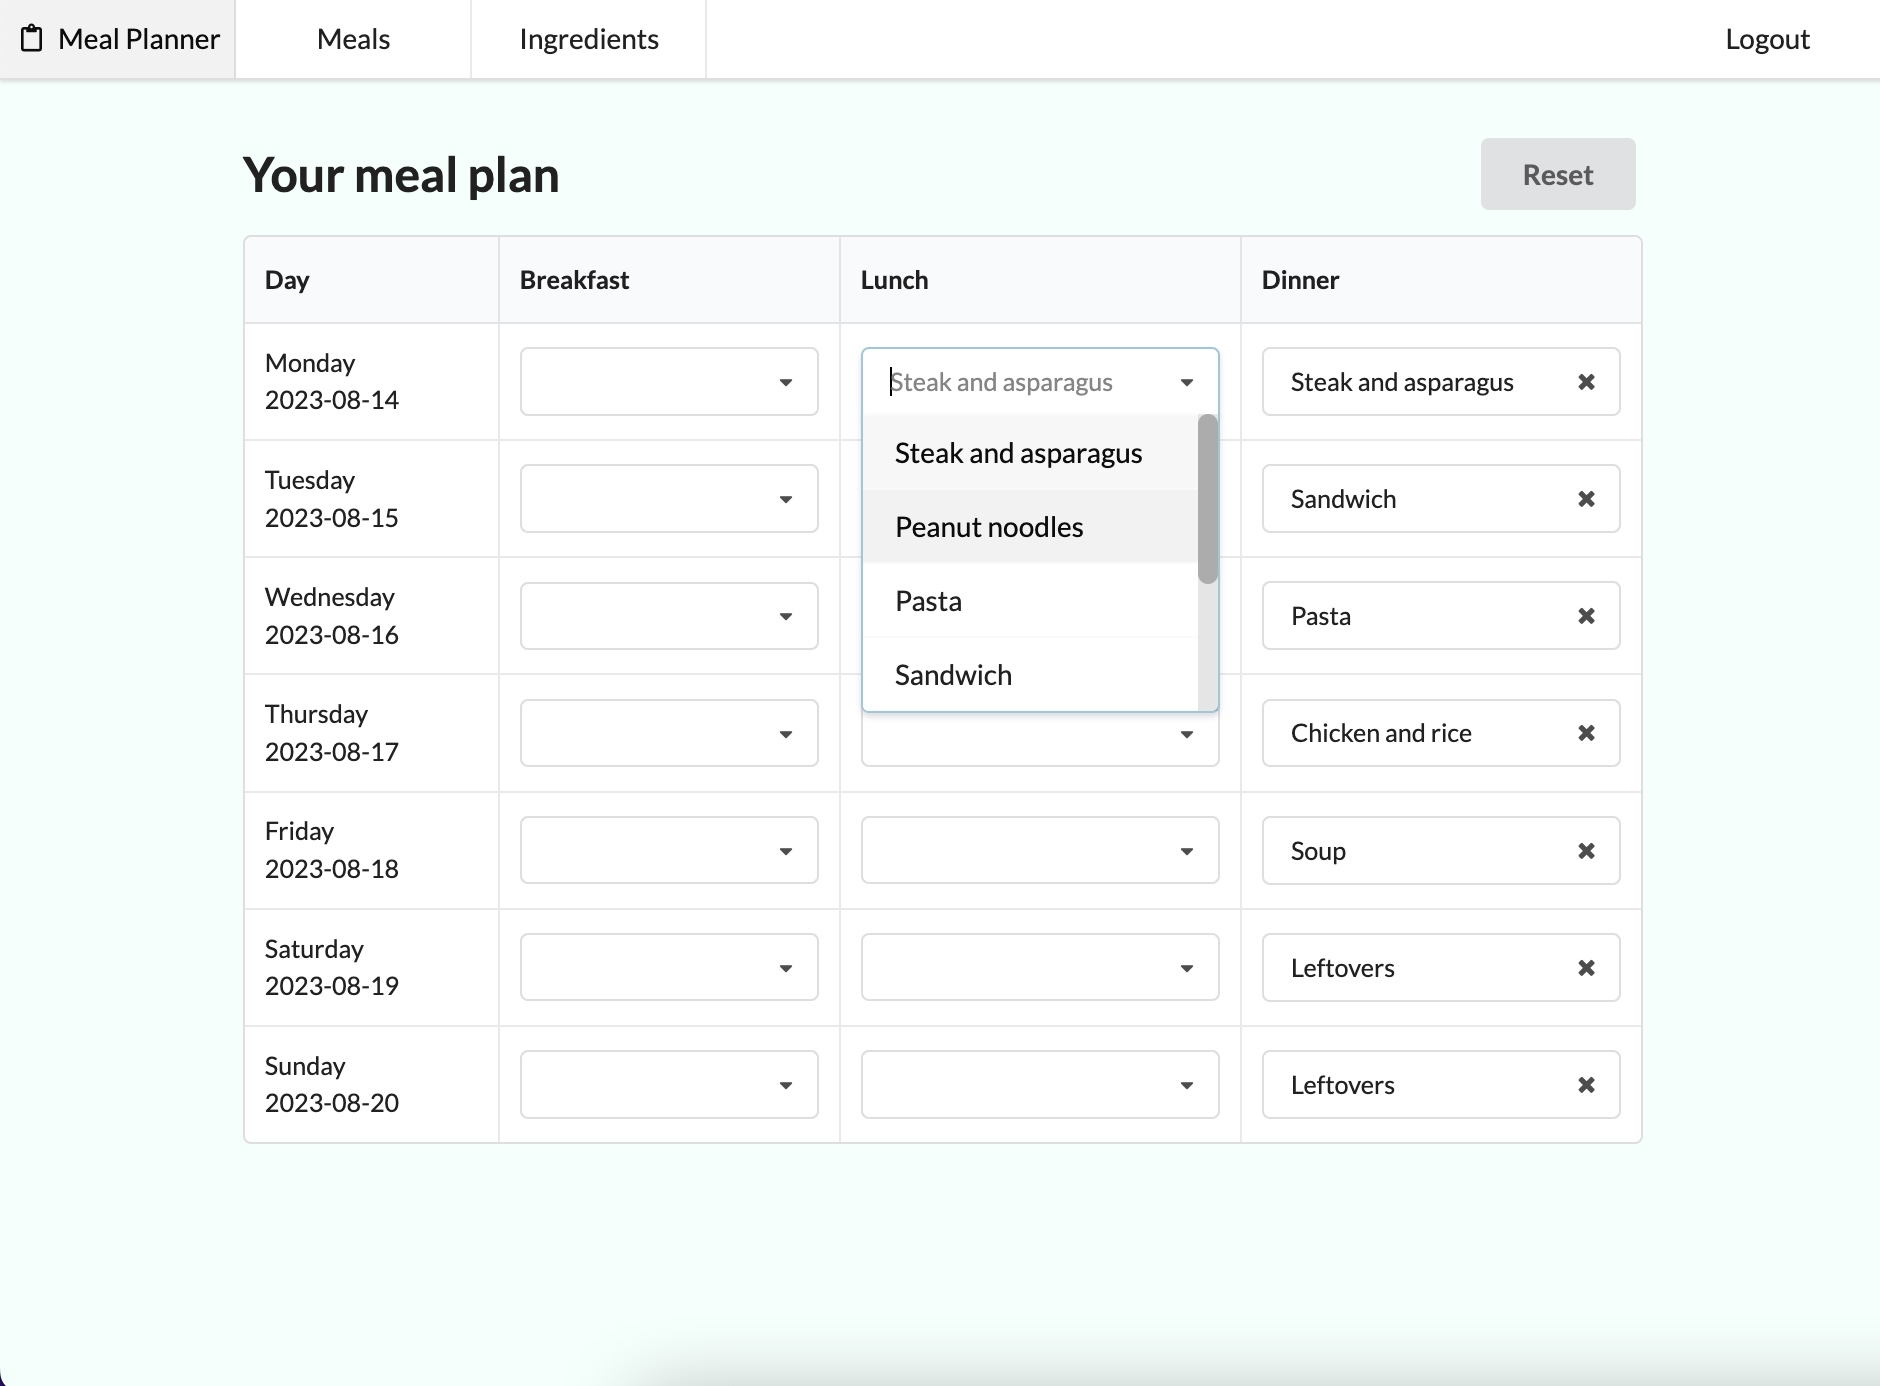 Meal Planner
Meals
Ingredients
Logout
Your meal plan
Reset
Day
Breakfast
Lunch
Dinner
Monday
2023-08-14
Steak and asparagus
Steak and asparagus
Steak and asparagus
Peanut noodles
Pasta
Sandwich
Tuesday
2023-08-15
Sandwich
Wednesday
2023-08-16
Pasta
Thursday
2023-08-17
Chicken and rice
Friday
2023-08-18
Soup
Saturday
2023-08-19
Leftovers
Sunday
2023-08-20
Leftovers